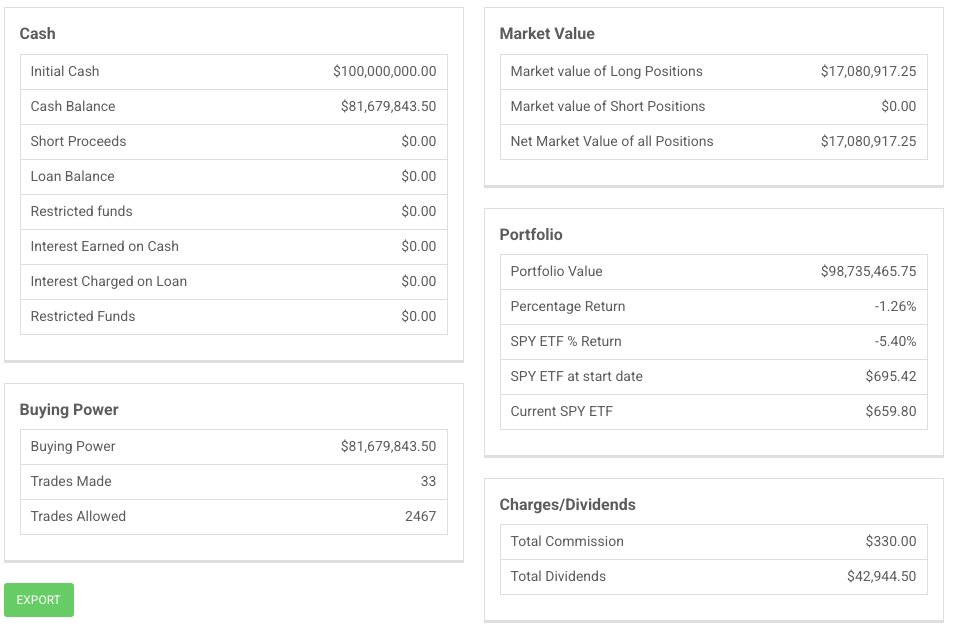 Cash
Initial Cash $100,000,000.00
Cash Balance $81,679,843.50
Short Proceeds $0.00
Loan Balance $0.00
Restricted funds $0.00
Interest Earned on Cash $0.00
Interest Charged on Loan $0.00
Restricted Funds $0.00
Buying Power
Buying Power $81,679,843.50
Trades Made 33
Trades Allowed 2467
EXPORT
Market Value
Market value of Long Positions $17,080,917.25
Market value of Short Positions $0.00
Net Market Value of all Positions $17,080,917.25
Portfolio
Portfolio Value $98,735,465.75
Percentage Return -1.26%
SPY ETF % Return -5.40%
SPY ETF at start date $695.42
Current SPY ETF $659.80
Charges/Dividends
Total Commission $330.00
Total Dividends $42,944.50